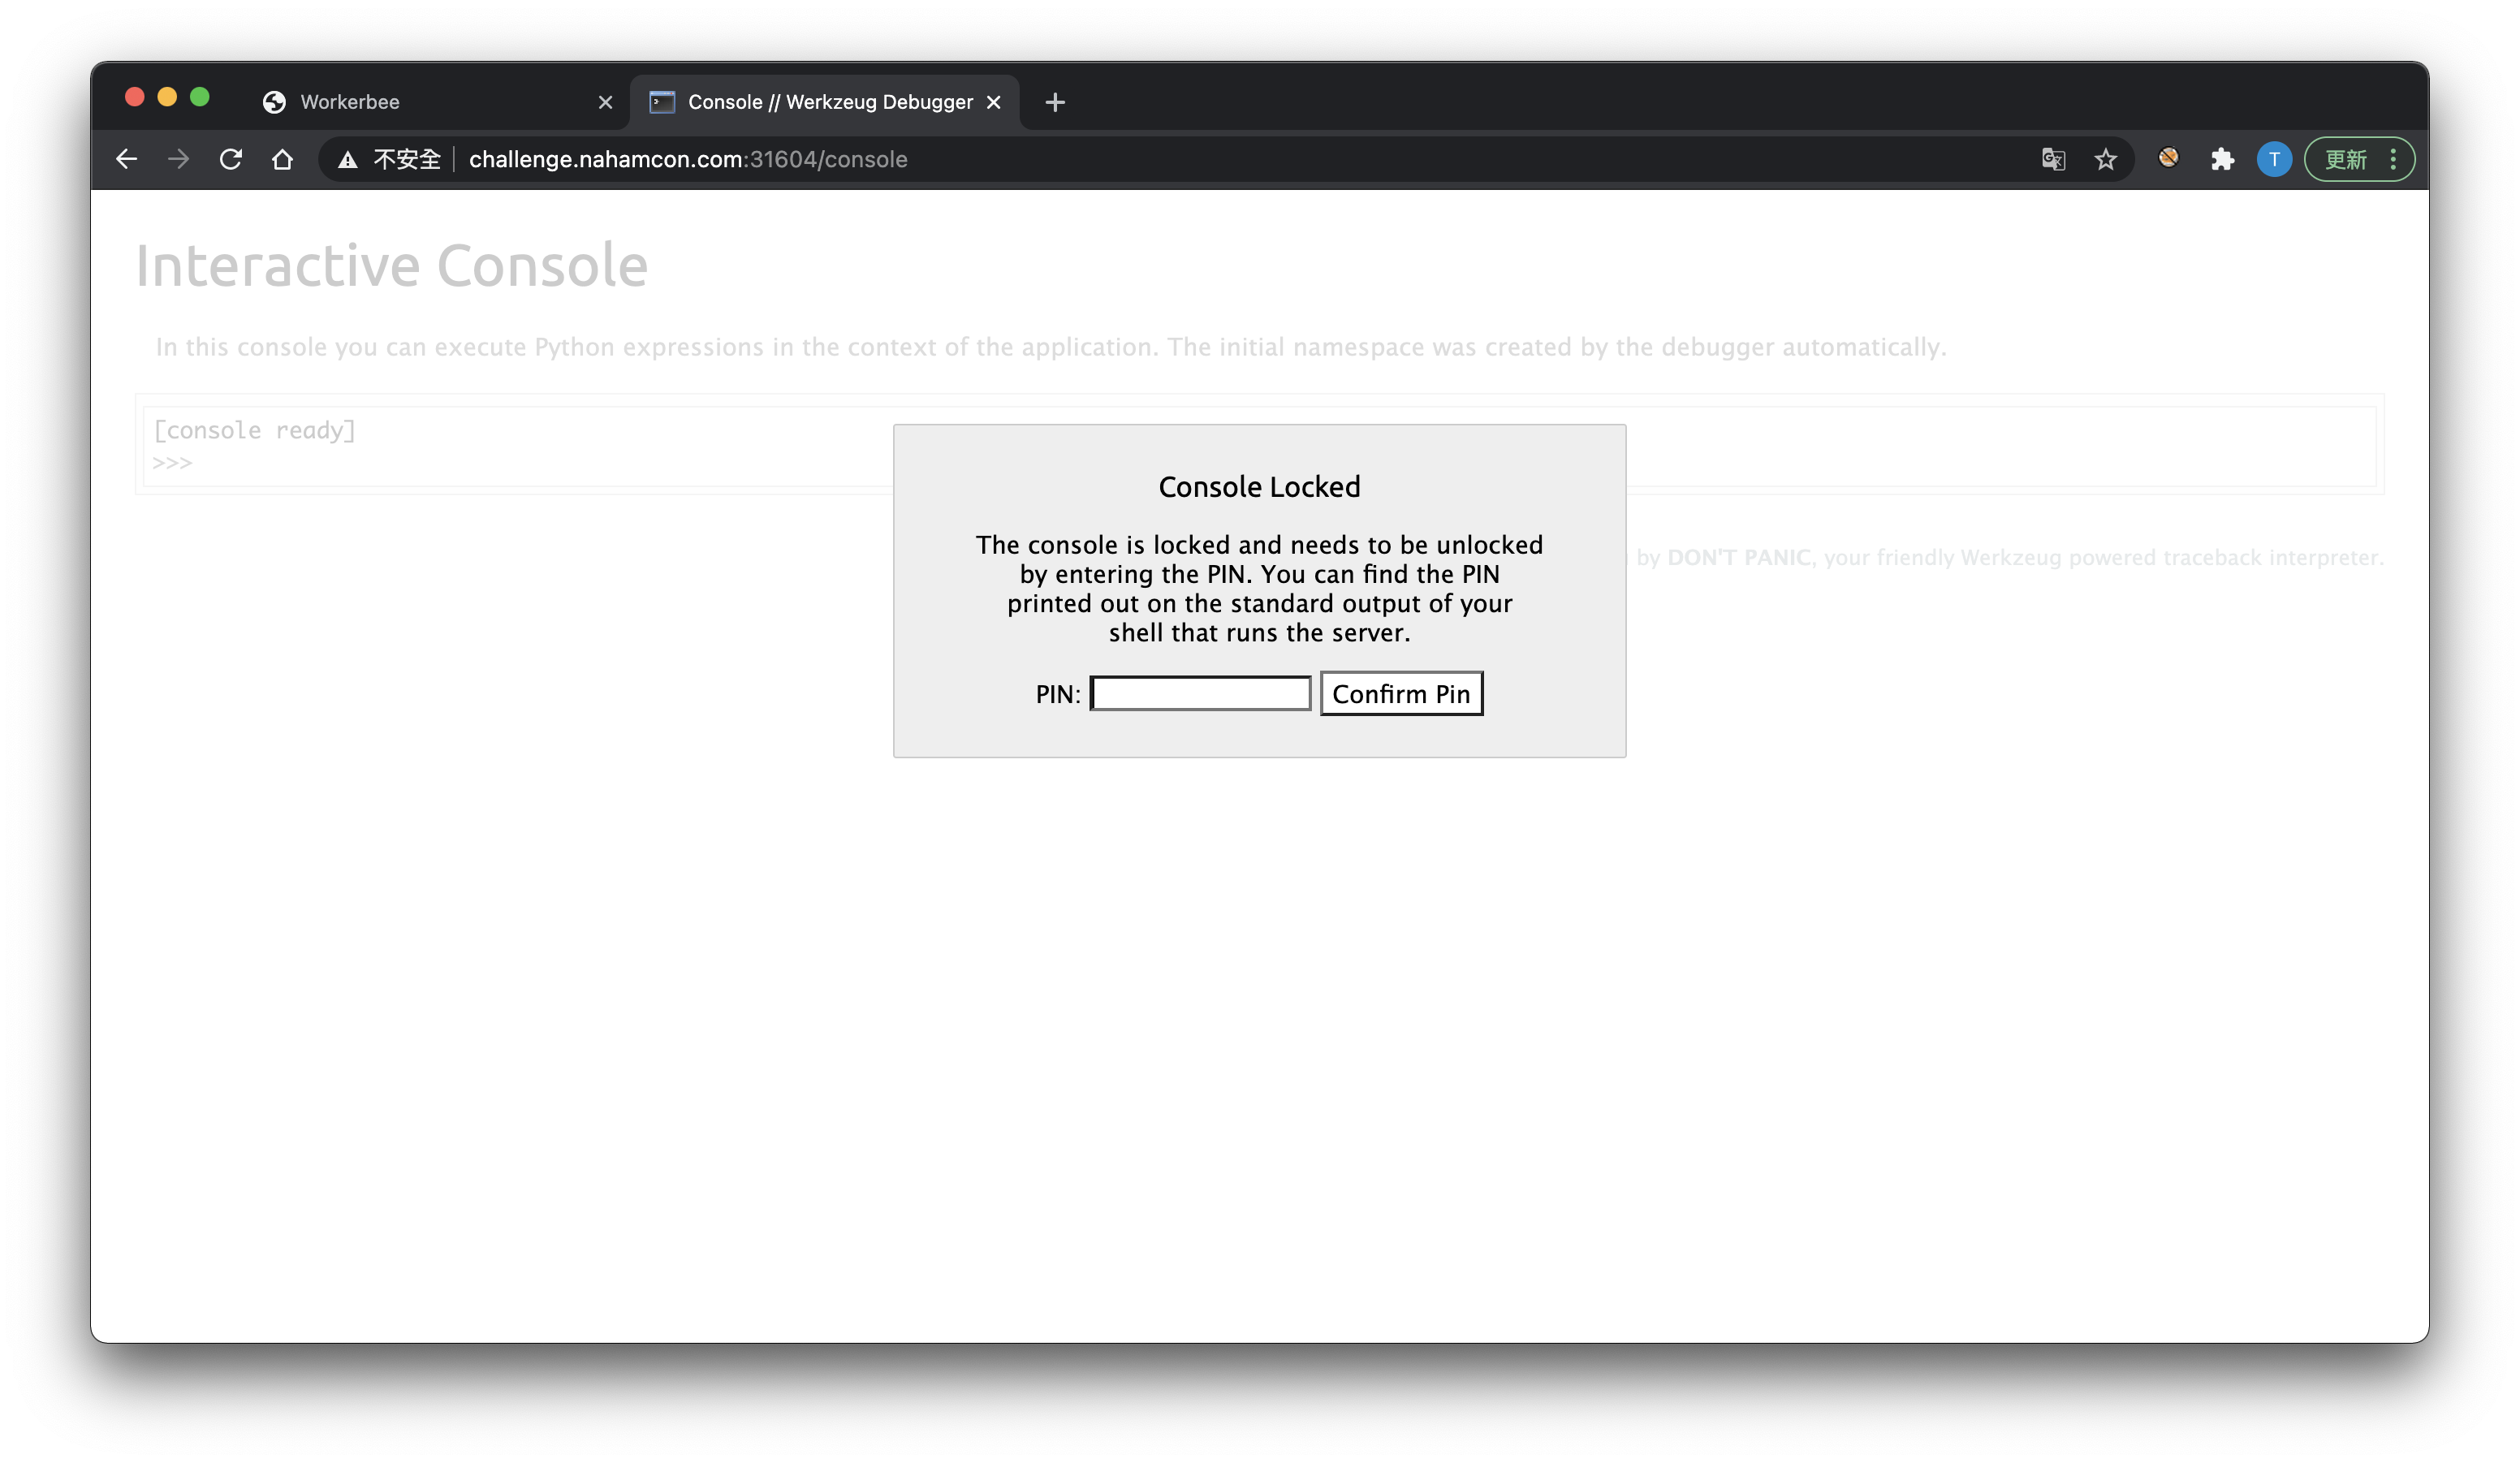 Workerbee
Console // Werkzeug Debugger
不安全 challenge.nahamcon.com:31604/console
T
更新
Interactive Console
In this console you can execute Python expressions in the context of the application. The initial namespace was created by the debugger automatically.
[console ready]
>>>
Console Locked
The console is locked and needs to be unlocked
by entering the PIN. You can find the PIN
printed out on the standard output of your
shell that runs the server.
PIN: Confirm Pin
by DON'T PANIC, your friendly Werkzeug powered traceback interpreter.